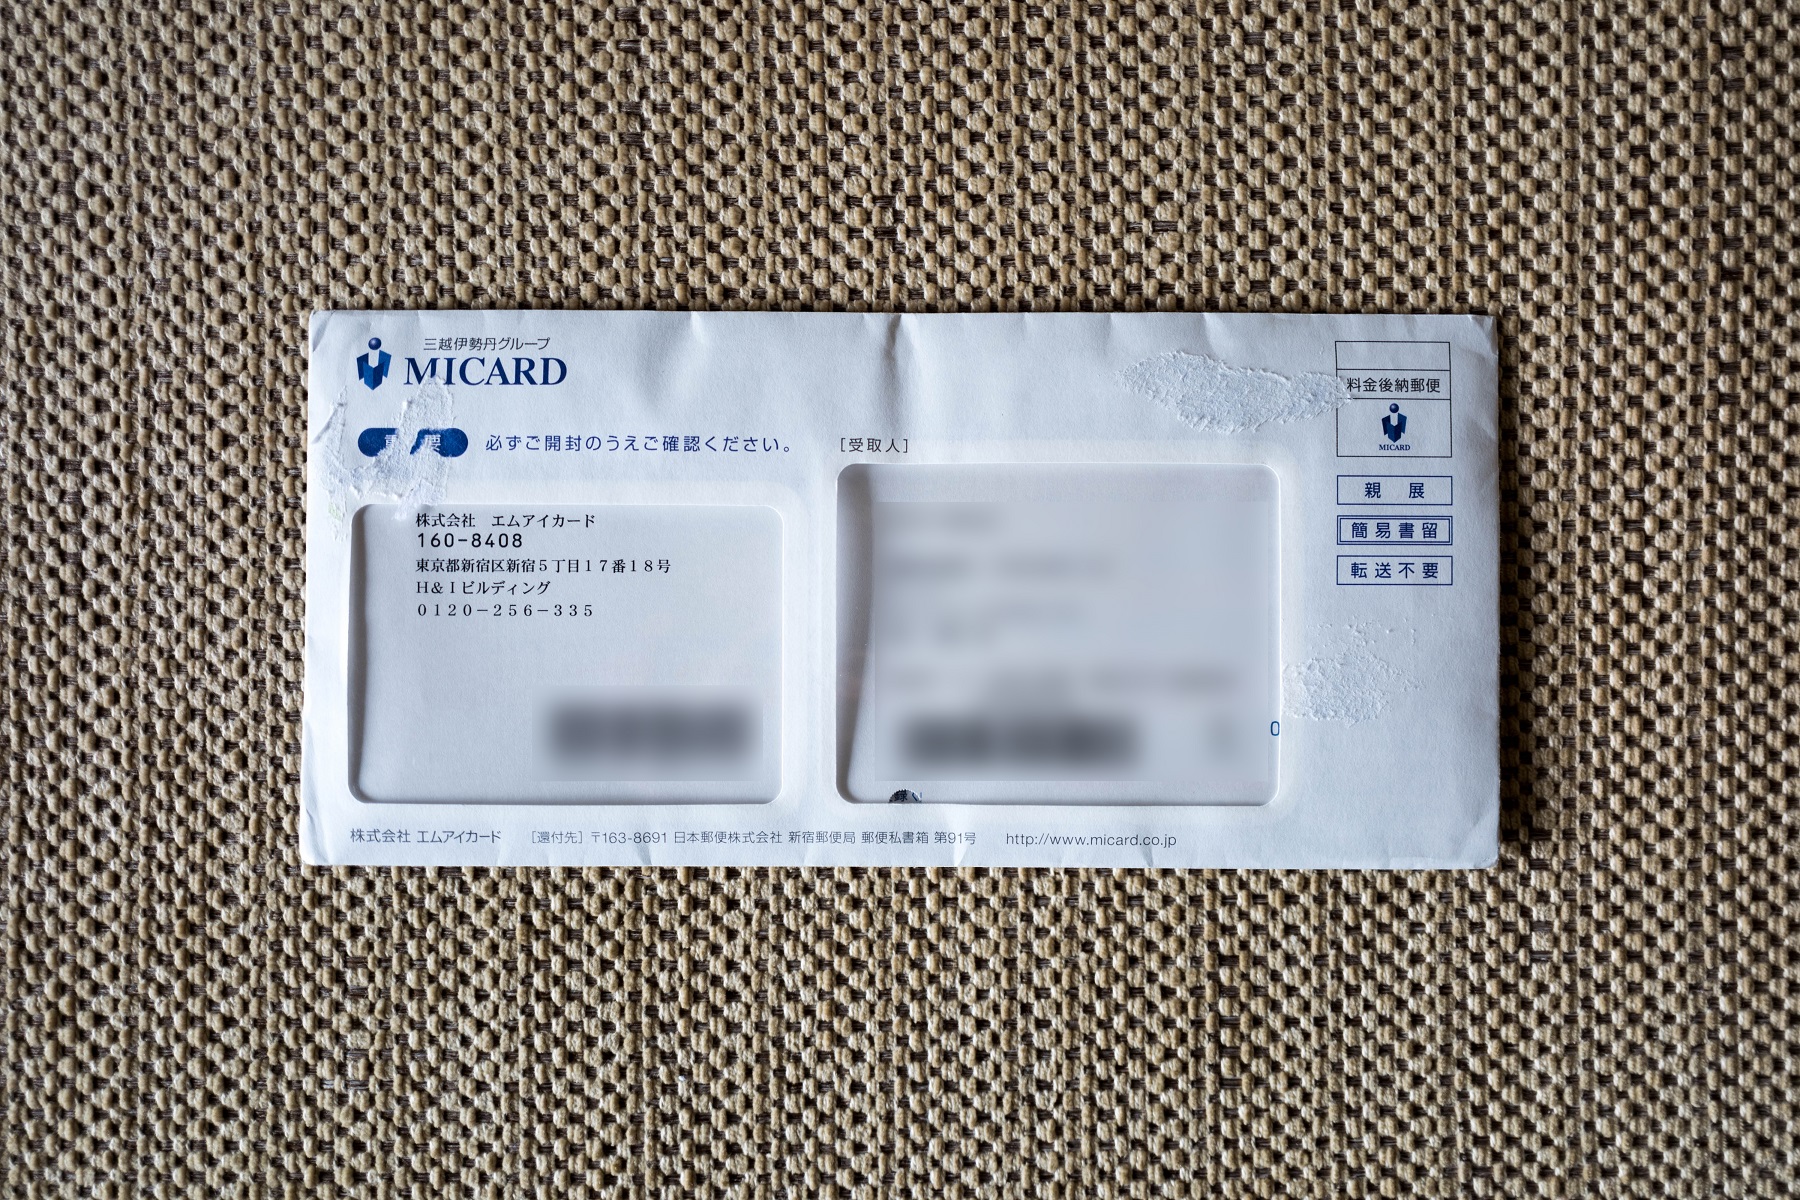 三越伊勢丹グループ
MICARD
重要 必ずご開封のうえご確認ください。
株式会社　エムアイカード
160-8408
東京都新宿区新宿５丁目１７番１８号
Ｈ＆Ｉビルディング
０１２０－２５６－３３５
［受取人］
料金後納郵便
MICARD
親展
簡易書留
転送不要
株式会社 エムアイカード ［還付先］〒163-8691 日本郵便株式会社 新宿郵便局 郵便私書箱 第91号 http://www.micard.co.jp